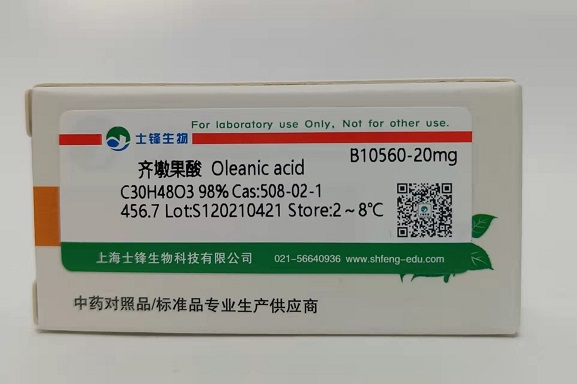 士锋生物
For laboratory use Only, Not for other use.
齐墩果酸 Oleanic acid
B10560-20mg
C30H48O3 98% Cas:508-02-1
456.7 Lot:S120210421 Store:2～8℃
上海士锋生物科技有限公司 021-56640936 www.shfeng-edu.com
中药对照品/标准品专业生产供应商